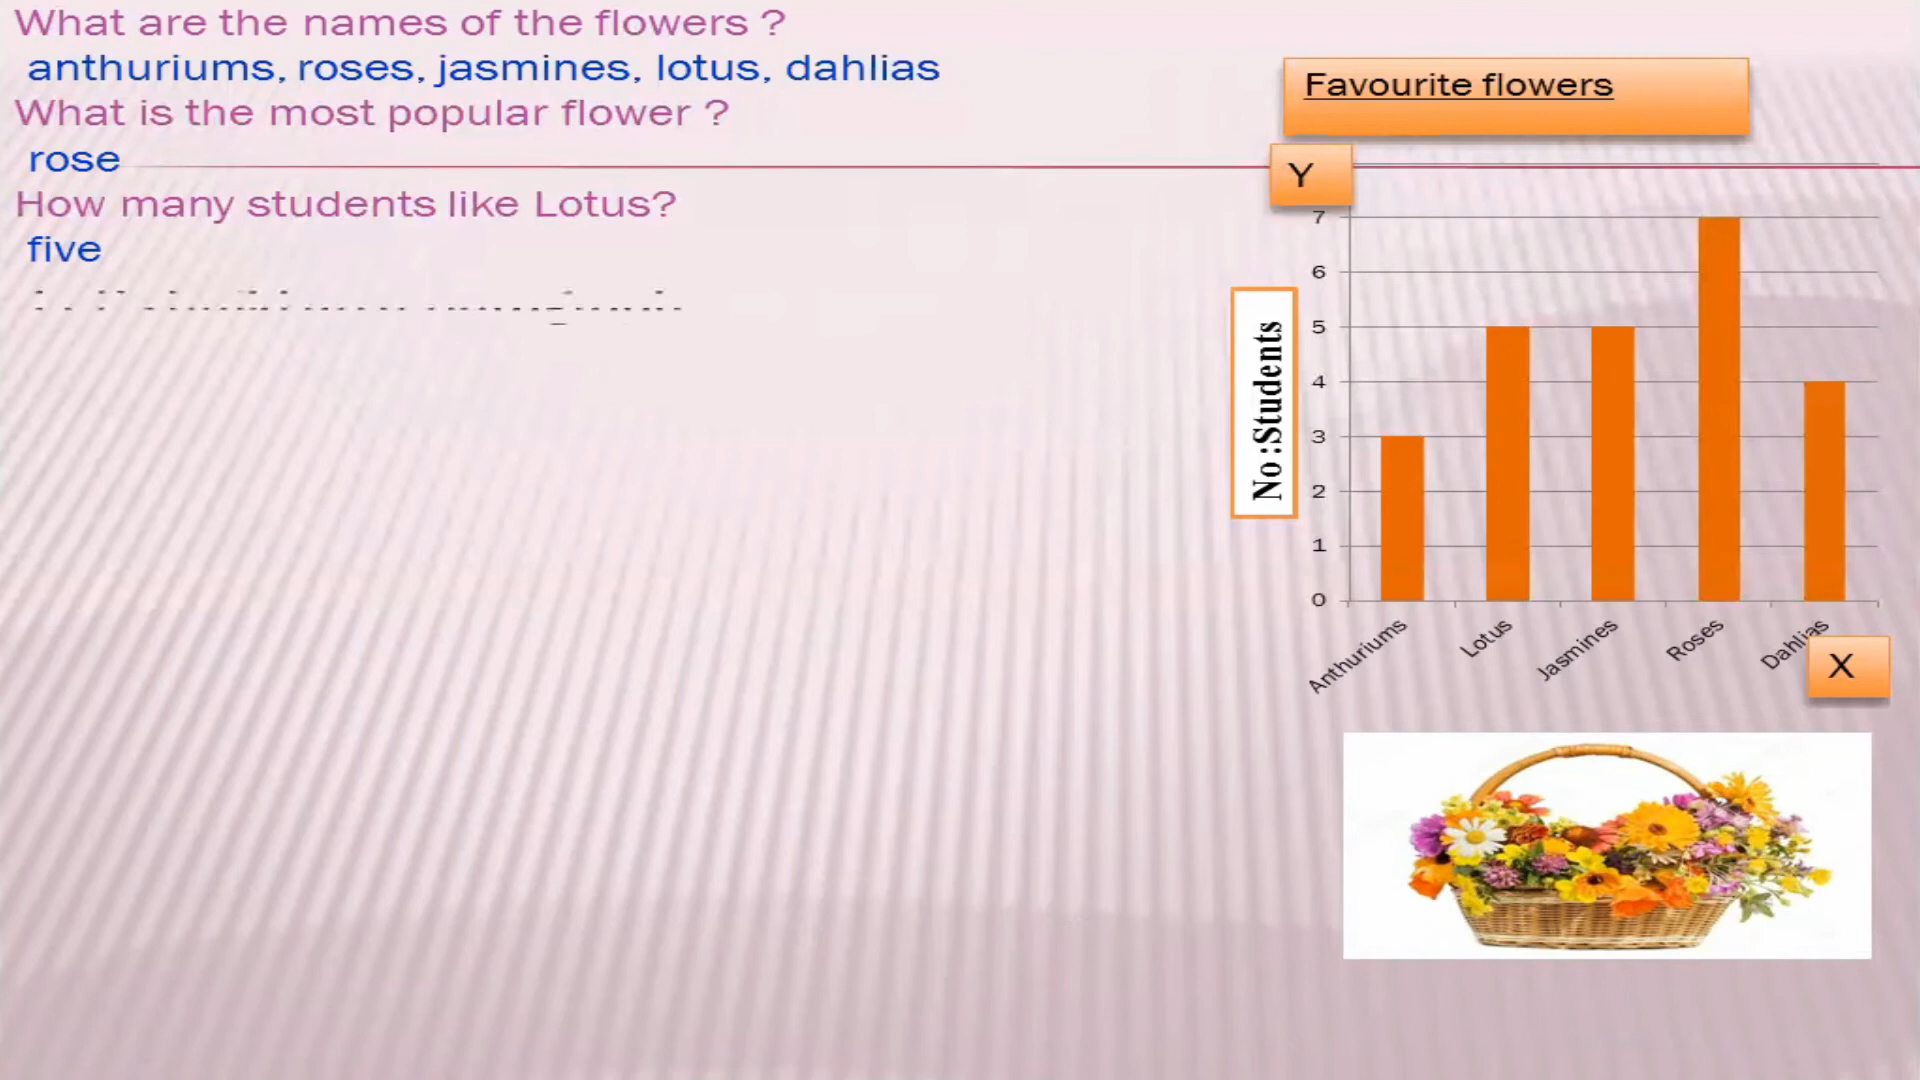 What are the names of the flowers ?
anthuriums, roses, jasmines, lotus, dahlias
What is the most popular flower ?
rose
How many students like Lotus?
five
Favourite flowers
Y
7
6
5
4
3
2
1
0
No :Students
Anthuriums
Lotus
Jasmines
Roses
Dahlias
X